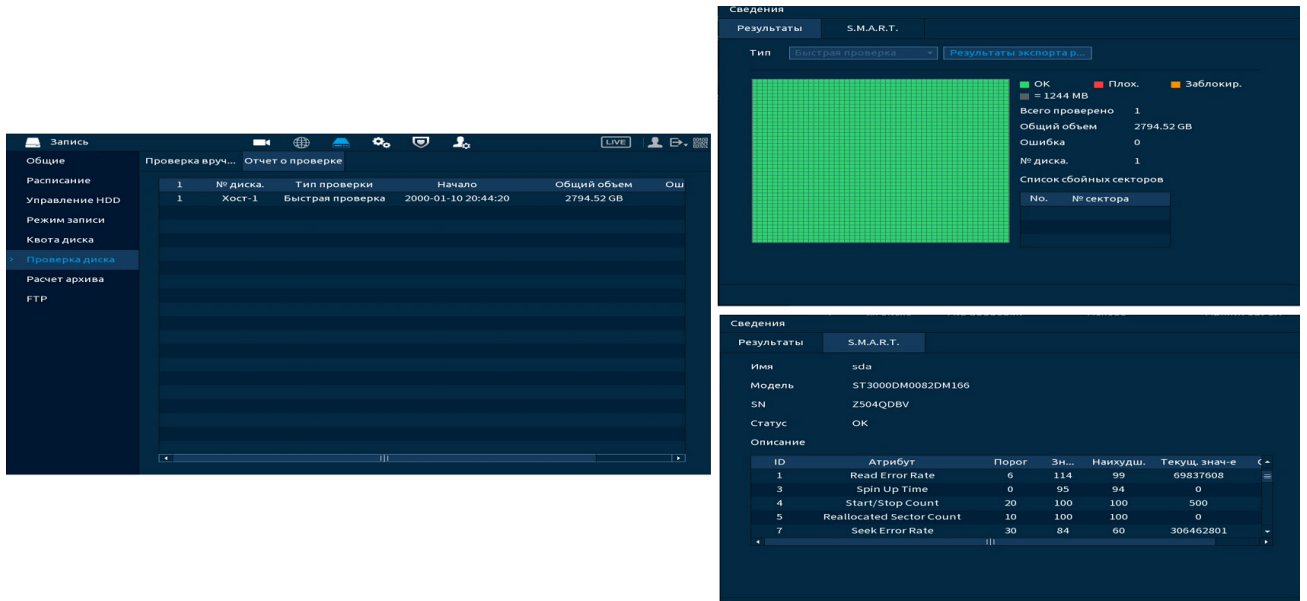 Запись
LIVE
Общие
Расписание
Управление HDD
Режим записи
Квота диска
Проверка диска
Расчет архива
FTP
Проверка вруч... Отчет о проверке
1 № диска. Тип проверки Начало Общий объем Ош
1 Хост-1 Быстрая проверка 2000-01-10 20:44:20 2794.52 GB
Сведения
Результаты S.M.A.R.T.
Тип Быстрая проверка Результаты экспорта р...
OK Плох. Заблокир.
= 1244 MB
Всего проверено 1
Общий объем 2794.52 GB
Ошибка 0
№ диска. 1
Список сбойных секторов
No. № сектора
Сведения
Результаты S.M.A.R.T.
Имя sda
Модель ST3000DM0082DM166
SN Z504QDBV
Статус OK
Описание
ID Атрибут Порог Зн... Наихудш. Текущ. знач-е
1 Read Error Rate 6 114 99 69837608
3 Spin Up Time 0 95 94 0
4 Start/Stop Count 20 100 100 500
5 Reallocated Sector Count 10 100 100 0
7 Seek Error Rate 30 84 60 306462801